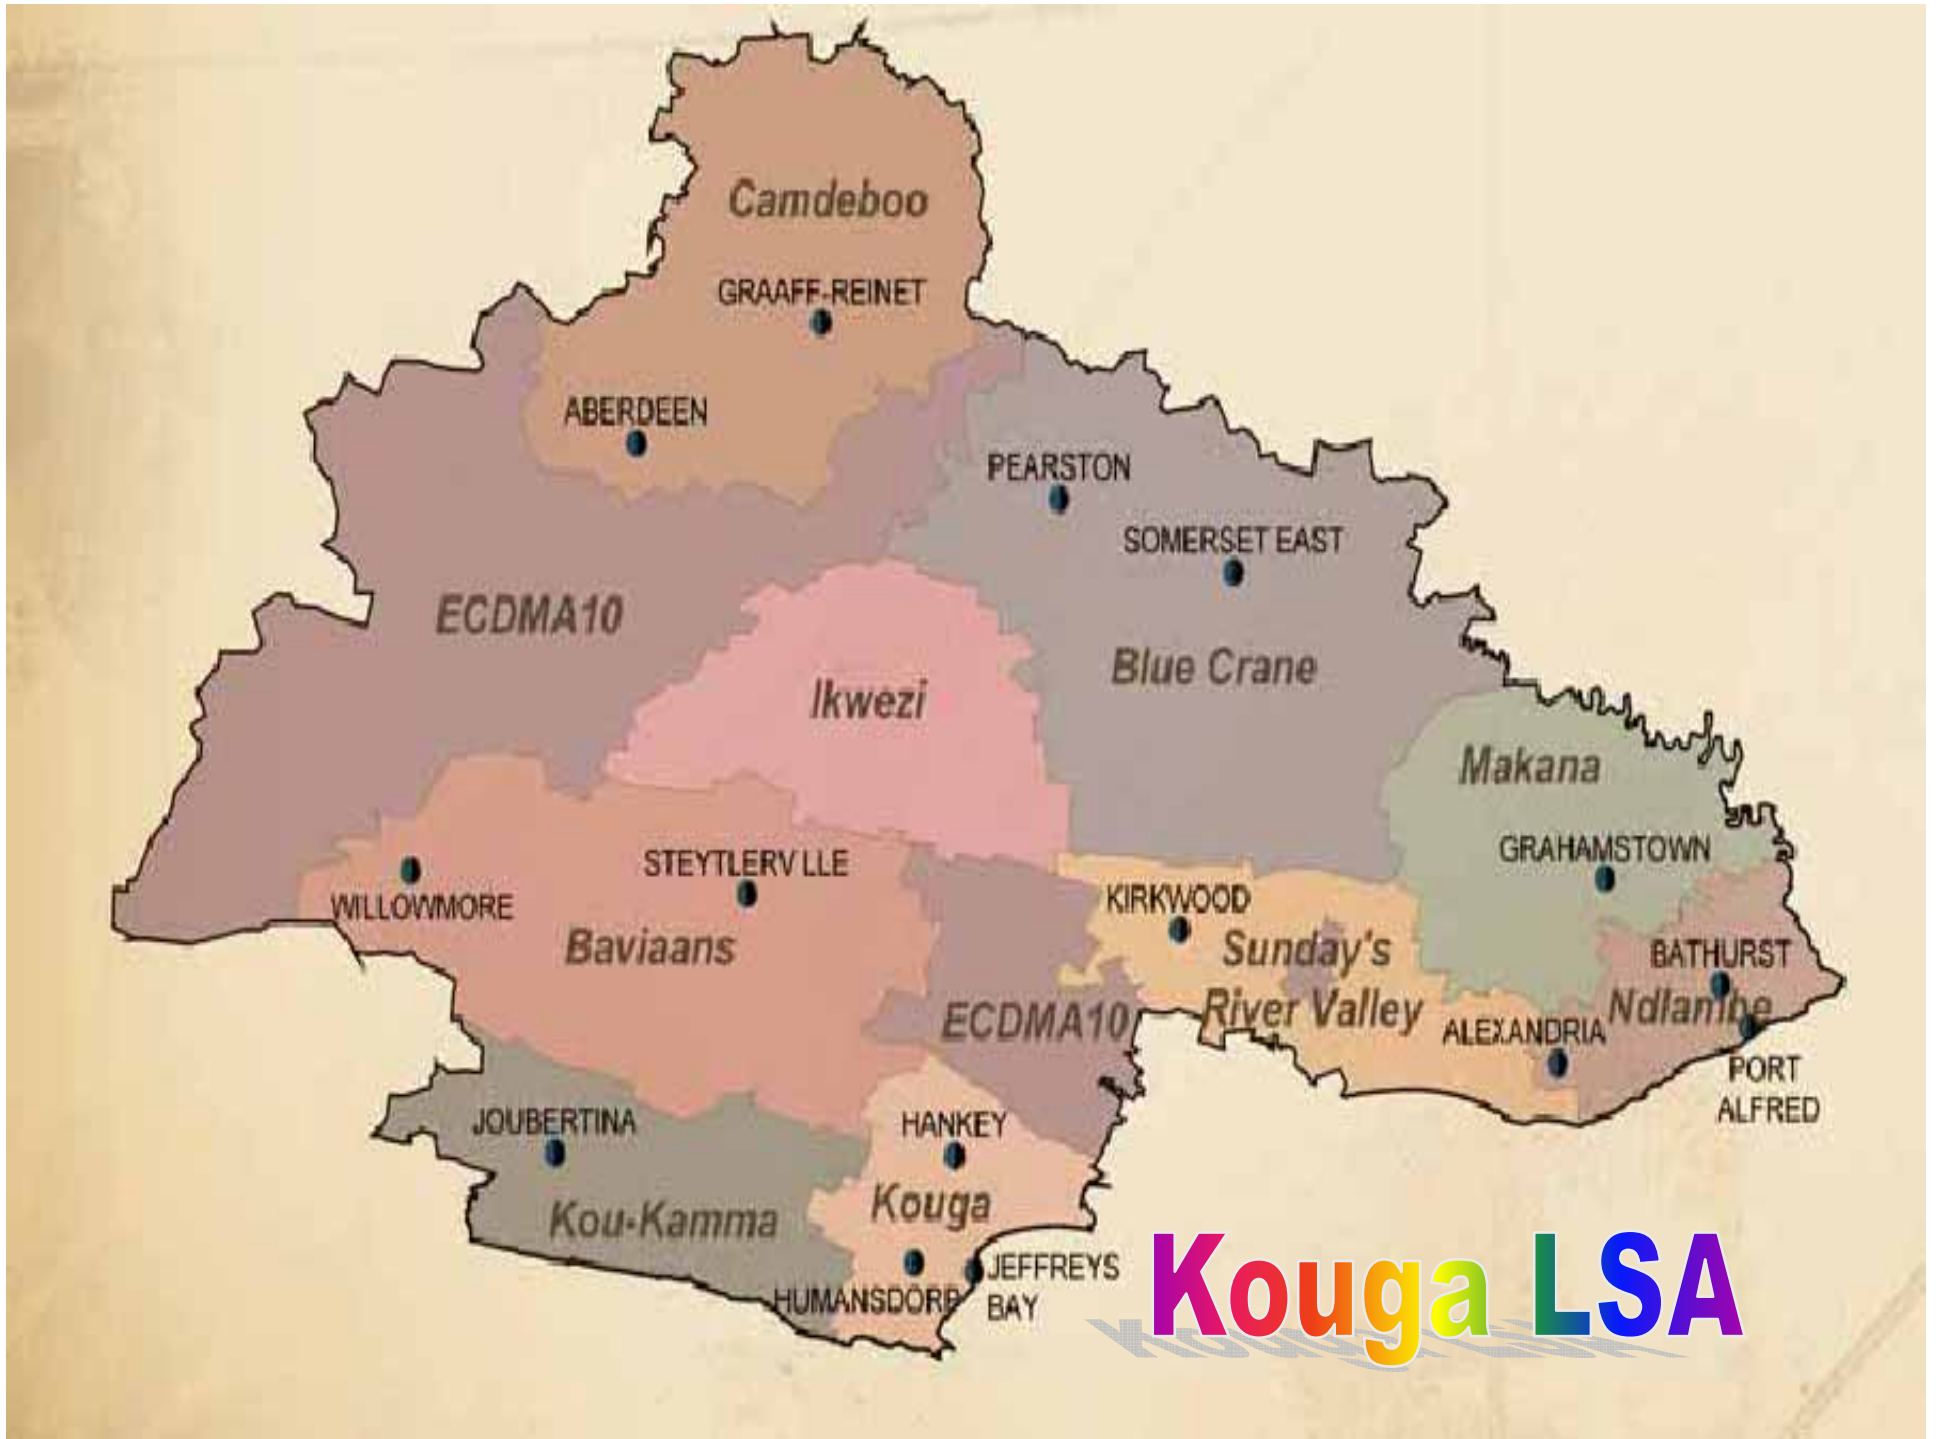 Camdeboo
GRAAFF-REINET
ABERDEEN
PEARSTON
SOMERSET EAST
ECDMA10
Blue Crane
Ikwezi
Makana
GRAHAMSTOWN
STEYTLERV LLE
WILLOWMORE
KIRKWOOD
Baviaans
Sunday's
River Valley
BATHURST
Ndlambe
ECDMA10
ALEXANDRIA
PORT
ALFRED
JOUBERTINA
HANKEY
Kouga
Kou-Kamma
JEFFREYS
BAY
HUMANSDORP
Kouga LSA